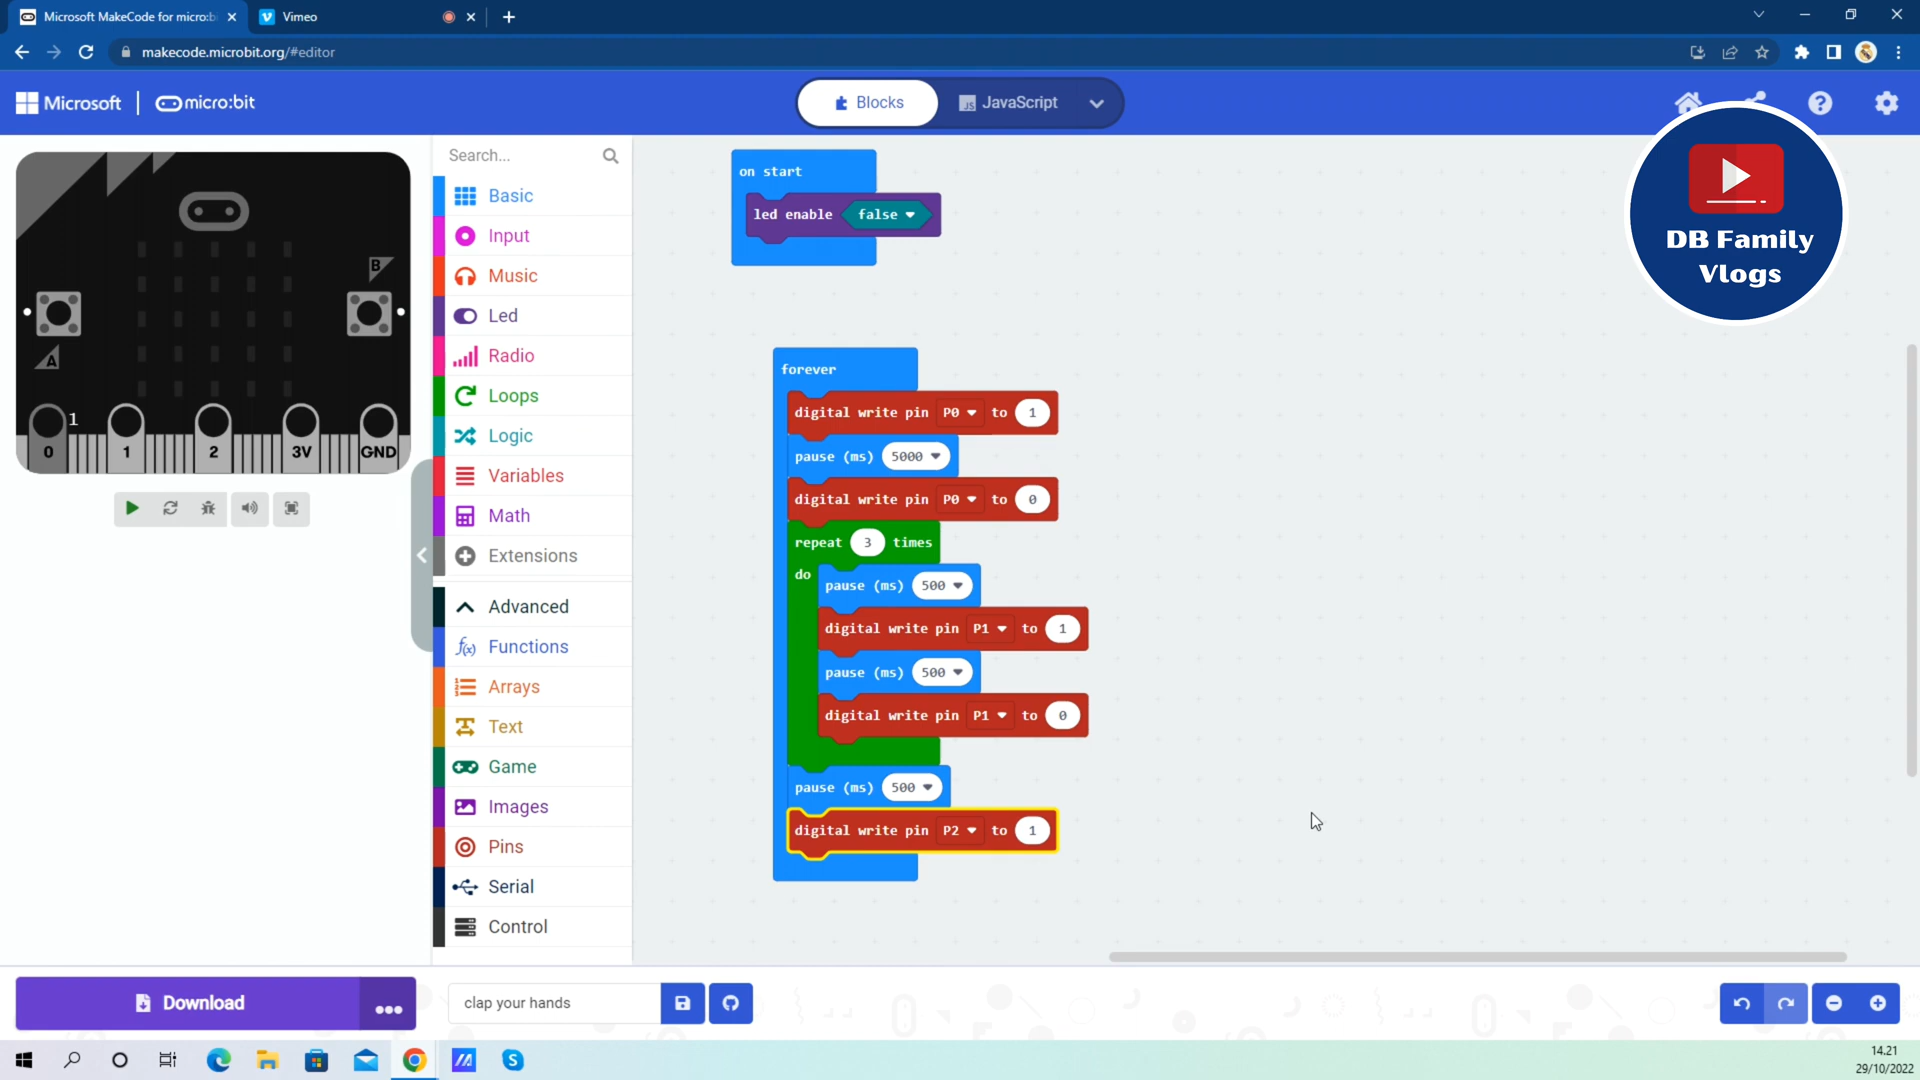 Microsoft MakeCode for micro:bi
Vimeo
makecode.microbit.org/#editor
Microsoft
micro:bit
Blocks
JS
JavaScript
DB Family
Vlogs
B
A
1
0
1
2
3V
GND
Search...
Basic
Input
Music
Led
Radio
Loops
Logic
Variables
Math
Extensions
Advanced
f(x) Functions
Arrays
Text
Game
Images
Pins
Serial
Control
on start
led enable false
forever
digital write pin P0 to 1
pause (ms) 5000
digital write pin P0 to 0
repeat 3 times
do
pause (ms) 500
digital write pin P1 to 1
pause (ms) 500
digital write pin P1 to 0
pause (ms) 500
digital write pin P2 to 1
Download
clap your hands
14.21
29/10/2022